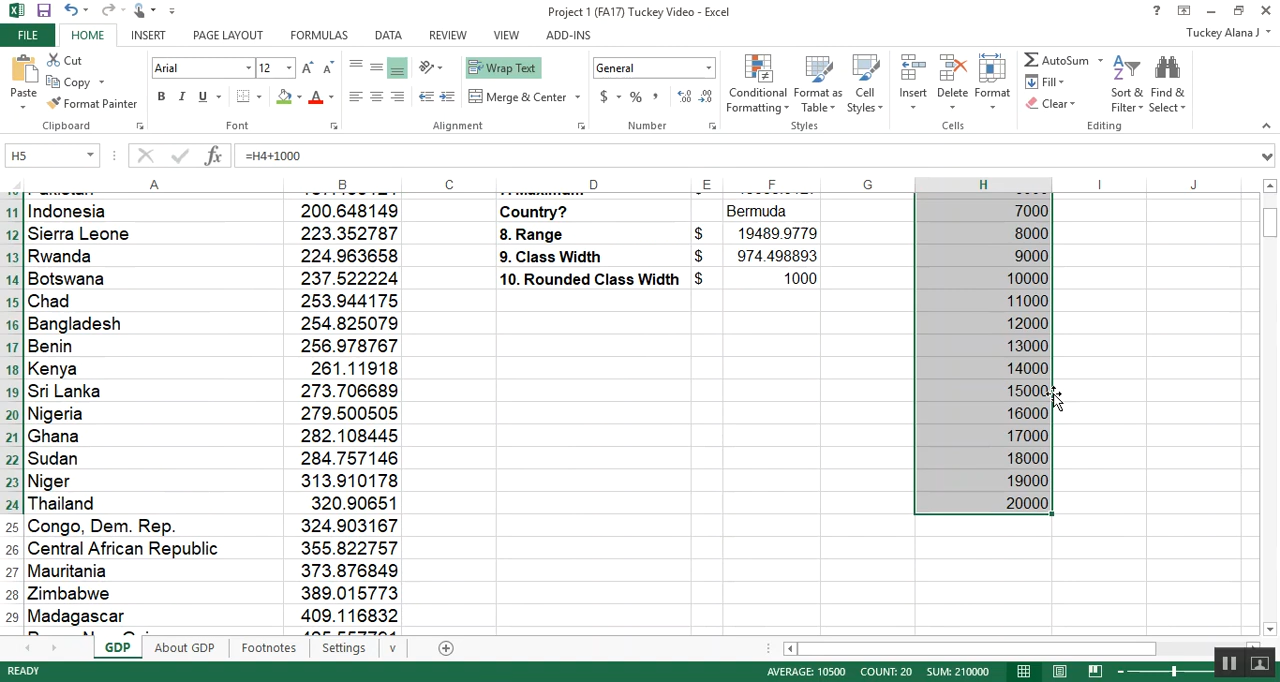 Project 1 (FA17) Tuckey Video - Excel
?
FILE HOME INSERT PAGE LAYOUT FORMULAS DATA REVIEW VIEW ADD-INS Tuckey Alana J
Paste Cut Copy Format Painter Clipboard
Arial 12 A A B I U A Font
Wrap Text Merge & Center Alignment
General $ % , Number
Conditional Formatting Format as Table Cell Styles Styles
Insert Delete Format Cells
AutoSum Fill Clear Sort & Filter Find & Select Editing
H5 fx =H4+1000
A B C D E F G H I J
11 Indonesia 200.648149 Country? Bermuda 7000
12 Sierra Leone 223.352787 8. Range $ 19489.9779 8000
13 Rwanda 224.963658 9. Class Width $ 974.498893 9000
14 Botswana 237.522224 10. Rounded Class Width $ 1000 10000
15 Chad 253.944175 11000
16 Bangladesh 254.825079 12000
17 Benin 256.978767 13000
18 Kenya 261.11918 14000
19 Sri Lanka 273.706689 15000
20 Nigeria 279.500505 16000
21 Ghana 282.108445 17000
22 Sudan 284.757146 18000
23 Niger 313.910178 19000
24 Thailand 320.90651 20000
25 Congo, Dem. Rep. 324.903167
26 Central African Republic 355.822757
27 Mauritania 373.876849
28 Zimbabwe 389.015773
29 Madagascar 409.116832
GDP About GDP Footnotes Settings v
READY AVERAGE: 10500 COUNT: 20 SUM: 210000